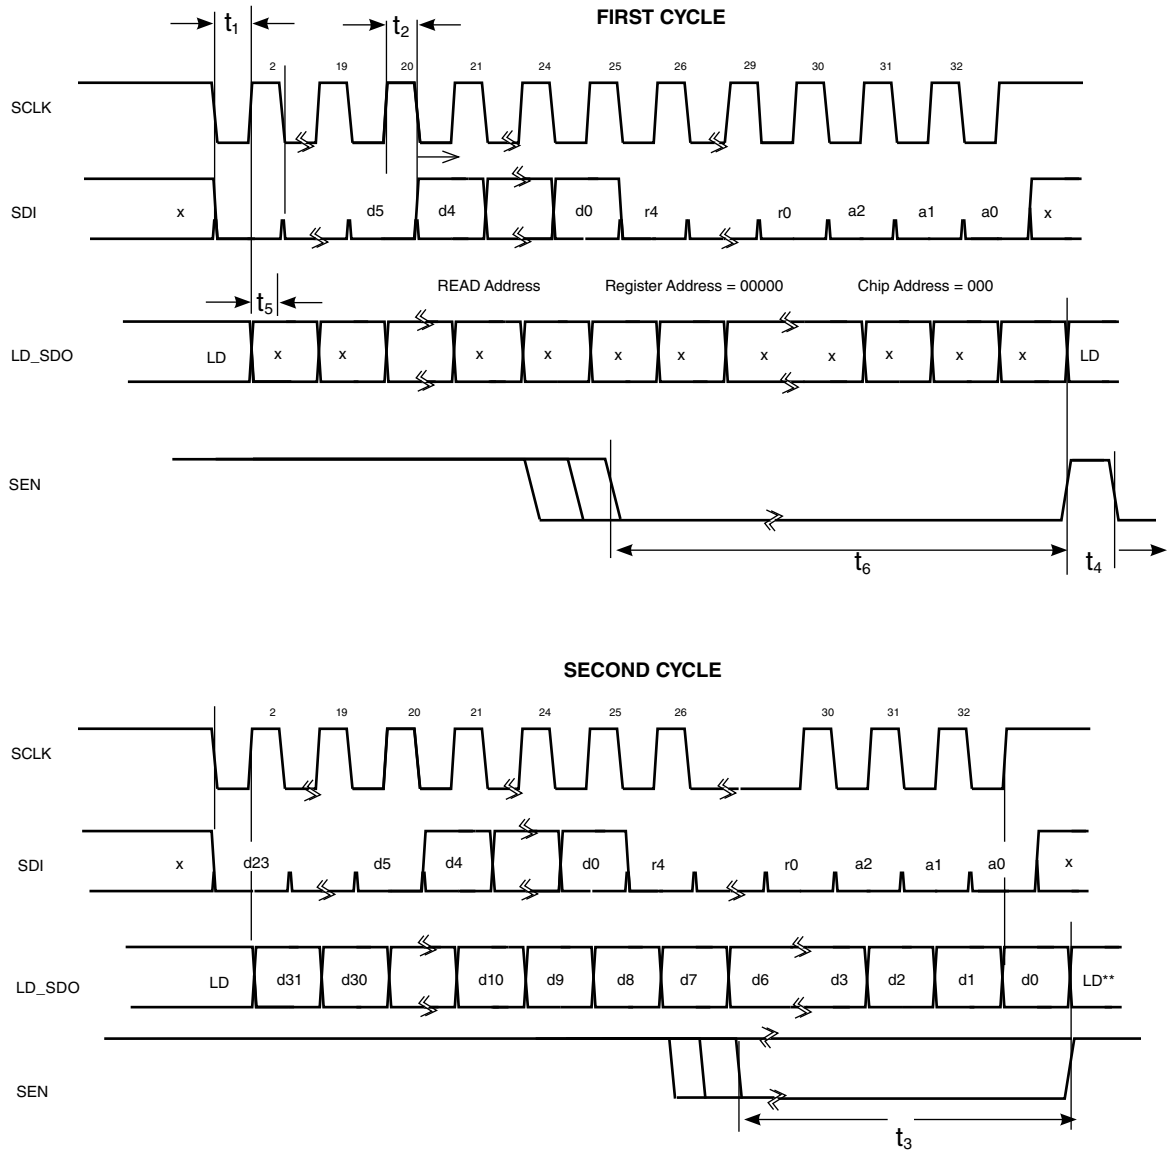 FIRST CYCLE
t1 t2
2 19 20 21 24 25 26 29 30 31 32
SCLK
SDI x d5 d4 d0 r4 r0 a2 a1 a0 x
READ Address Register Address = 00000 Chip Address = 000
t5
LD_SDO LD x x x x x x x x x x x LD
SEN
t6 t4
SECOND CYCLE
2 19 20 21 24 25 26 30 31 32
SCLK
SDI x d23 d5 d4 d0 r4 r0 a2 a1 a0 x
LD_SDO LD d31 d30 d10 d9 d8 d7 d6 d3 d2 d1 d0 LD**
SEN
t3